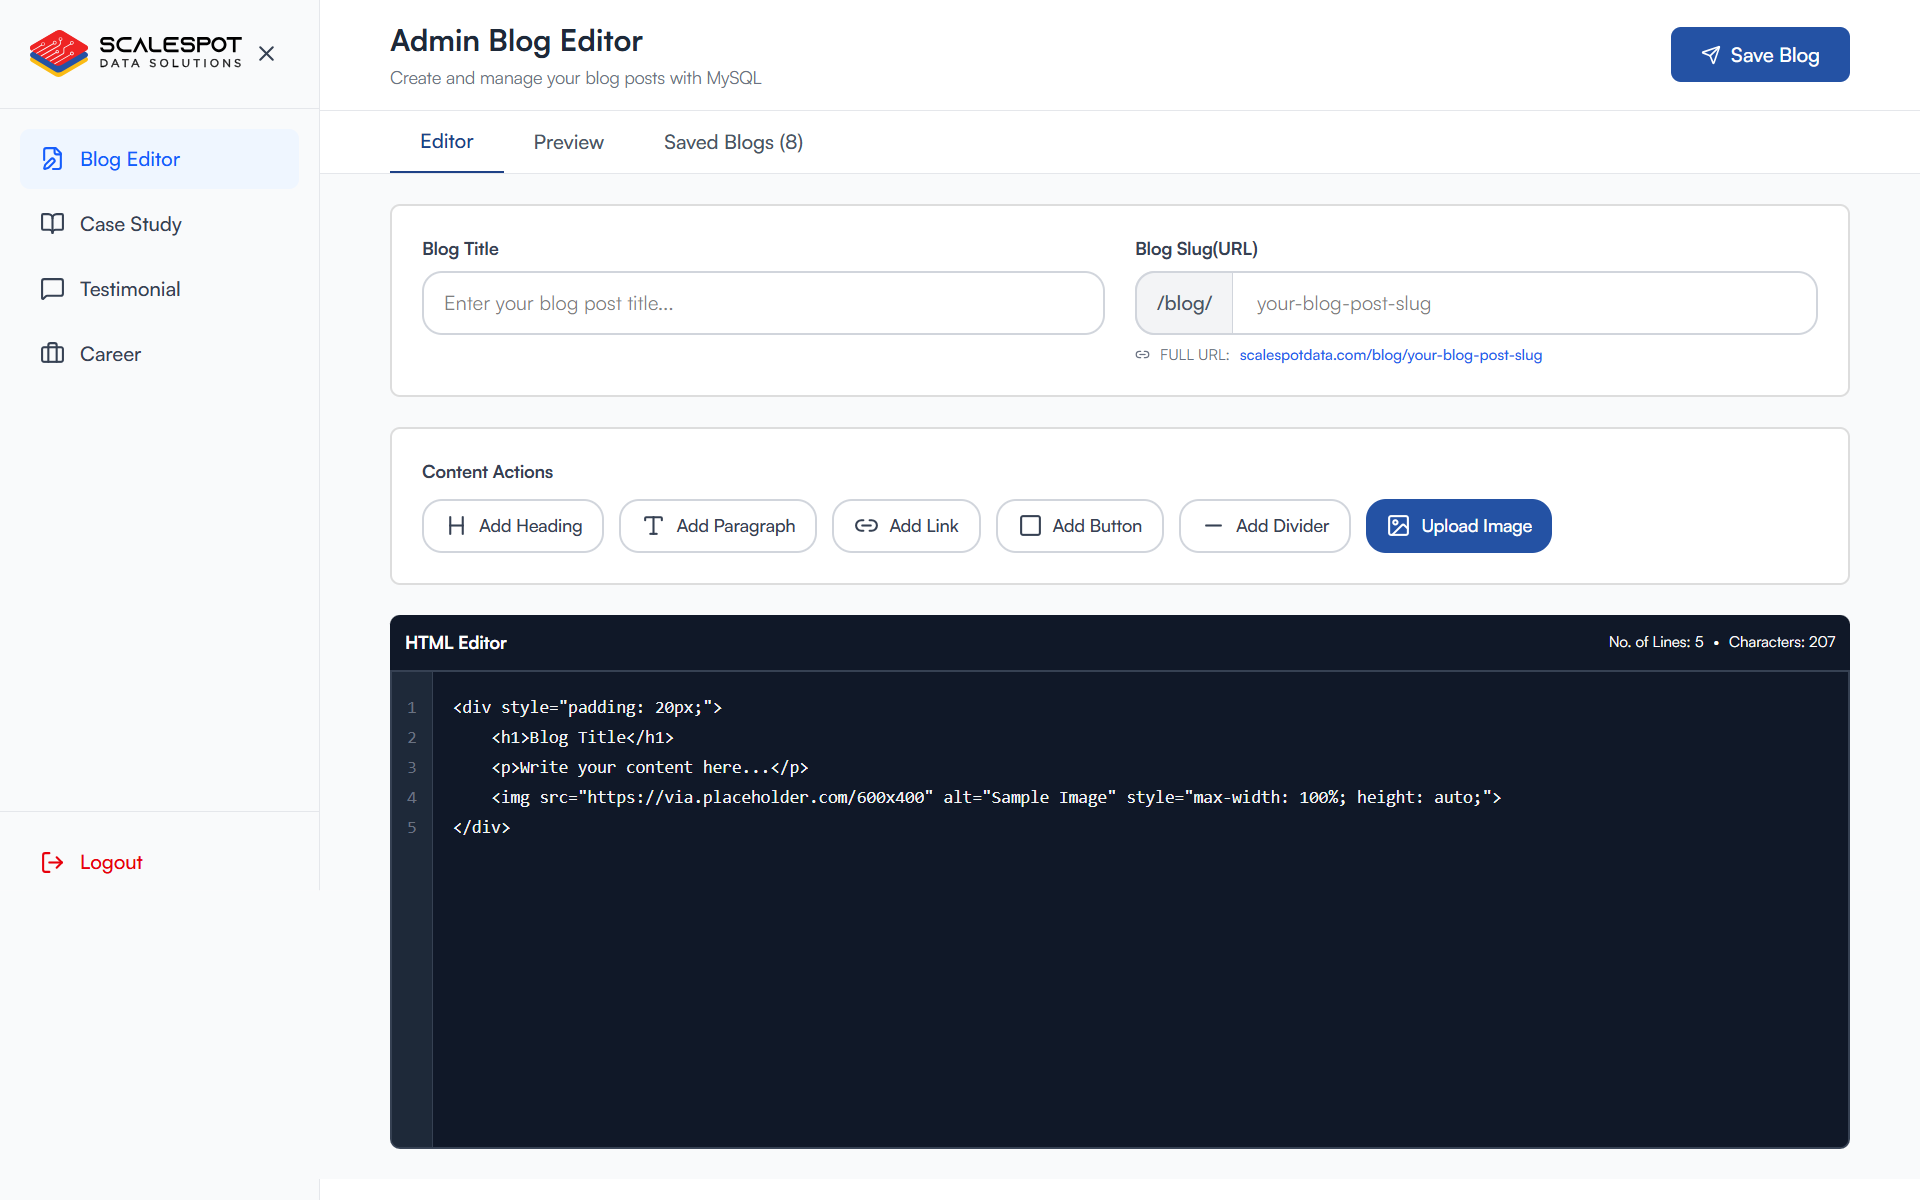 SCALESPOT
DATA SOLUTIONS
Blog Editor
Case Study
Testimonial
Career
Logout
Admin Blog Editor
Create and manage your blog posts with MySQL
Save Blog
Editor
Preview
Saved Blogs (8)
Blog Title
Enter your blog post title...
Blog Slug(URL)
/blog/
your-blog-post-slug
FULL URL: scalespotdata.com/blog/your-blog-post-slug
Content Actions
Add Heading
Add Paragraph
Add Link
Add Button
Add Divider
Upload Image
HTML Editor
No. of Lines: 5 • Characters: 207
1 <div style="padding: 20px;">
2     <h1>Blog Title</h1>
3     <p>Write your content here...</p>
4     <img src="https://via.placeholder.com/600x400" alt="Sample Image" style="max-width: 100%; height: auto;">
5 </div>